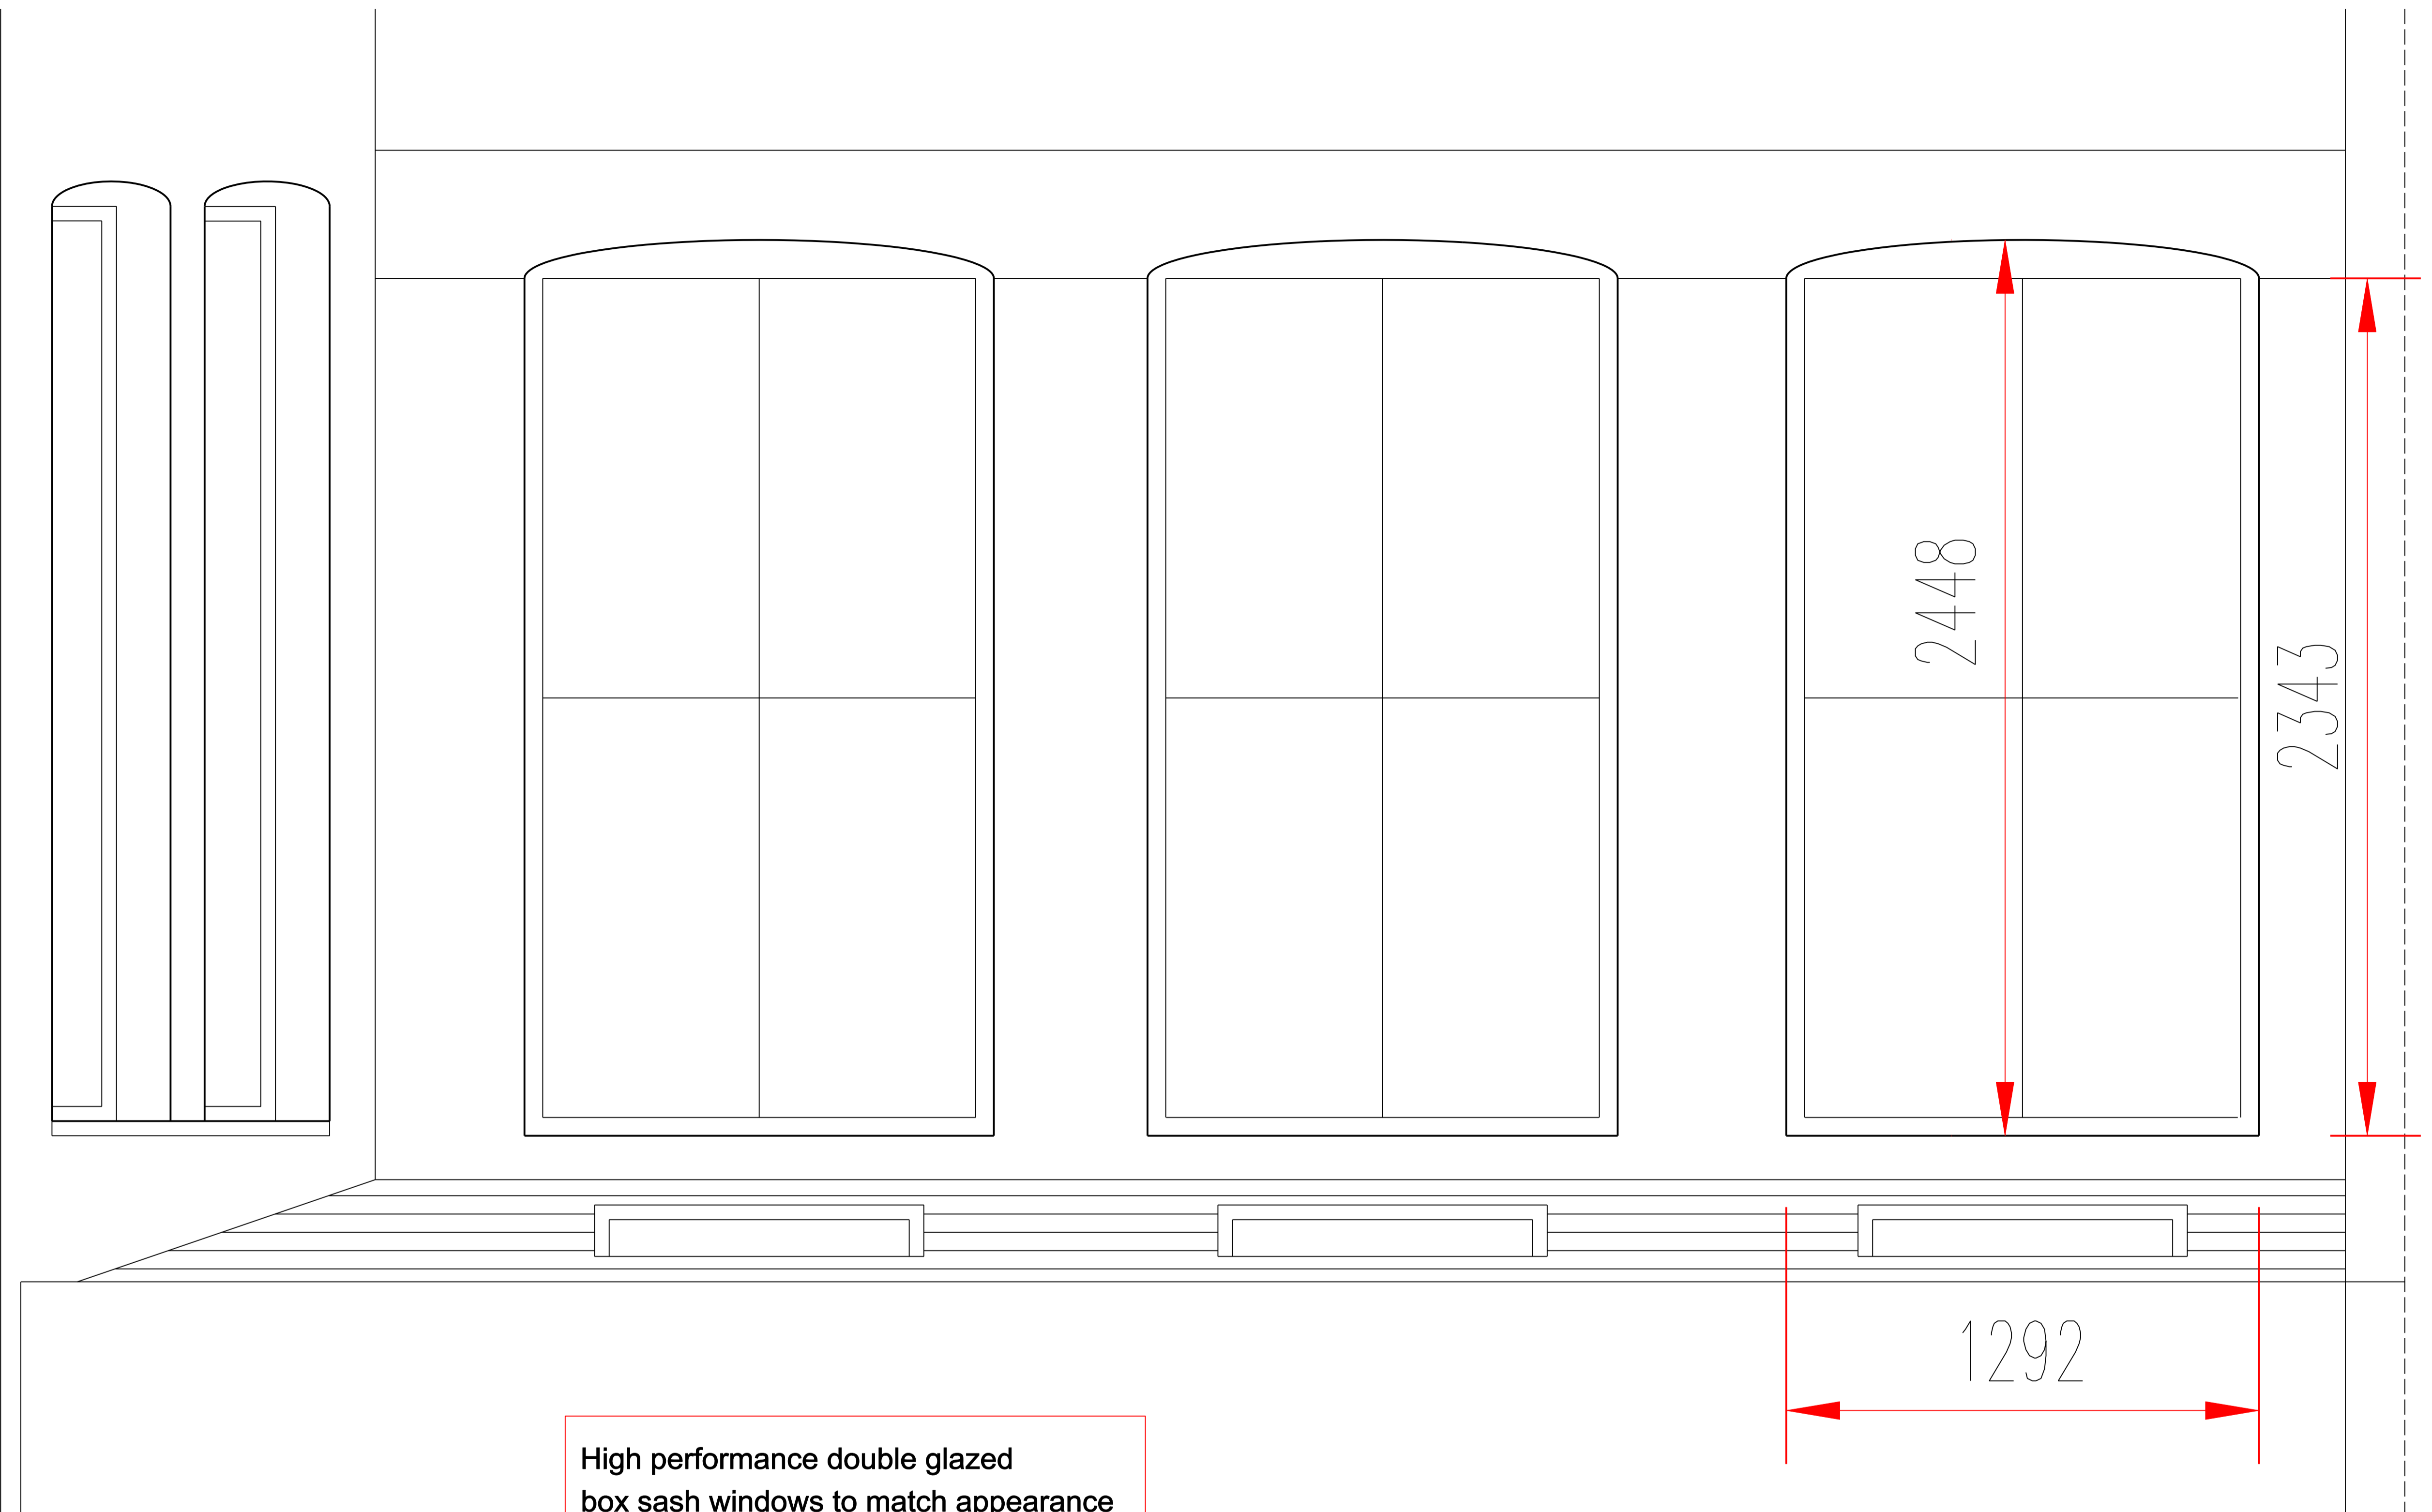 2448
2343
1292
High performance double glazed
box sash windows to match appearance